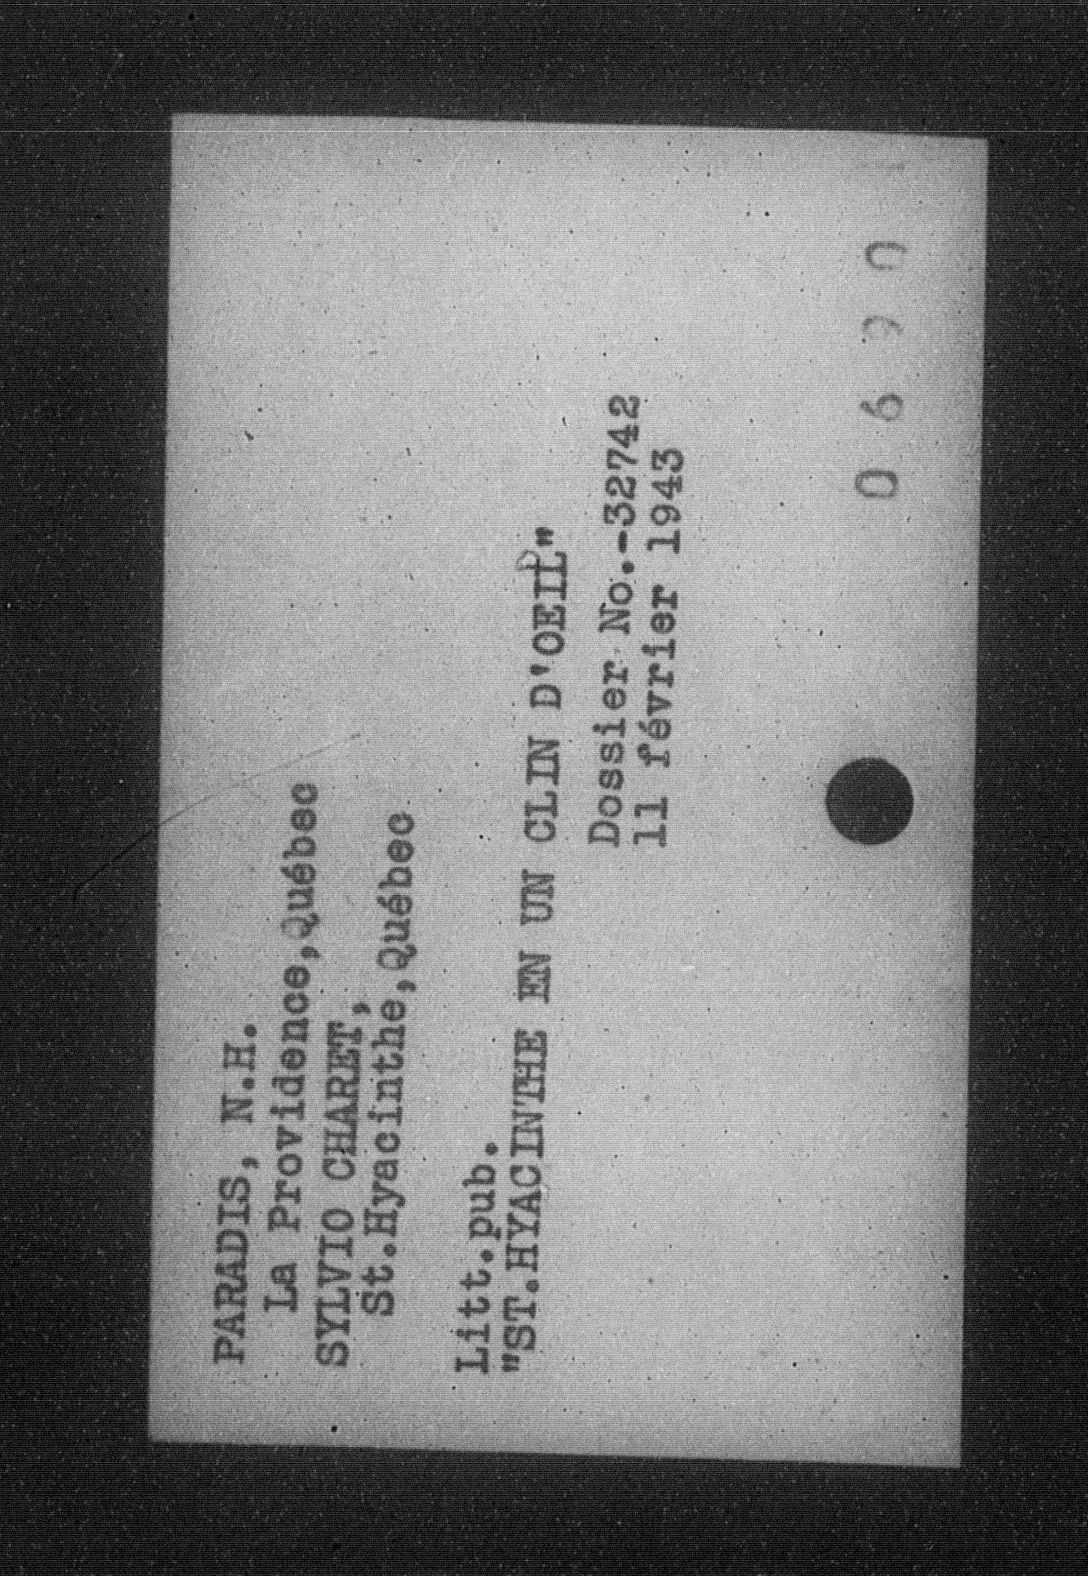 PARADIS, N.H.
La Providence,Québec
SYLVIO CHARET,
St.Hyacinthe,Québec
Litt.pub.
"ST.HYACINTHE EN UN CLIN D'OEIL"
Dossier No.-32742
11 février 1943